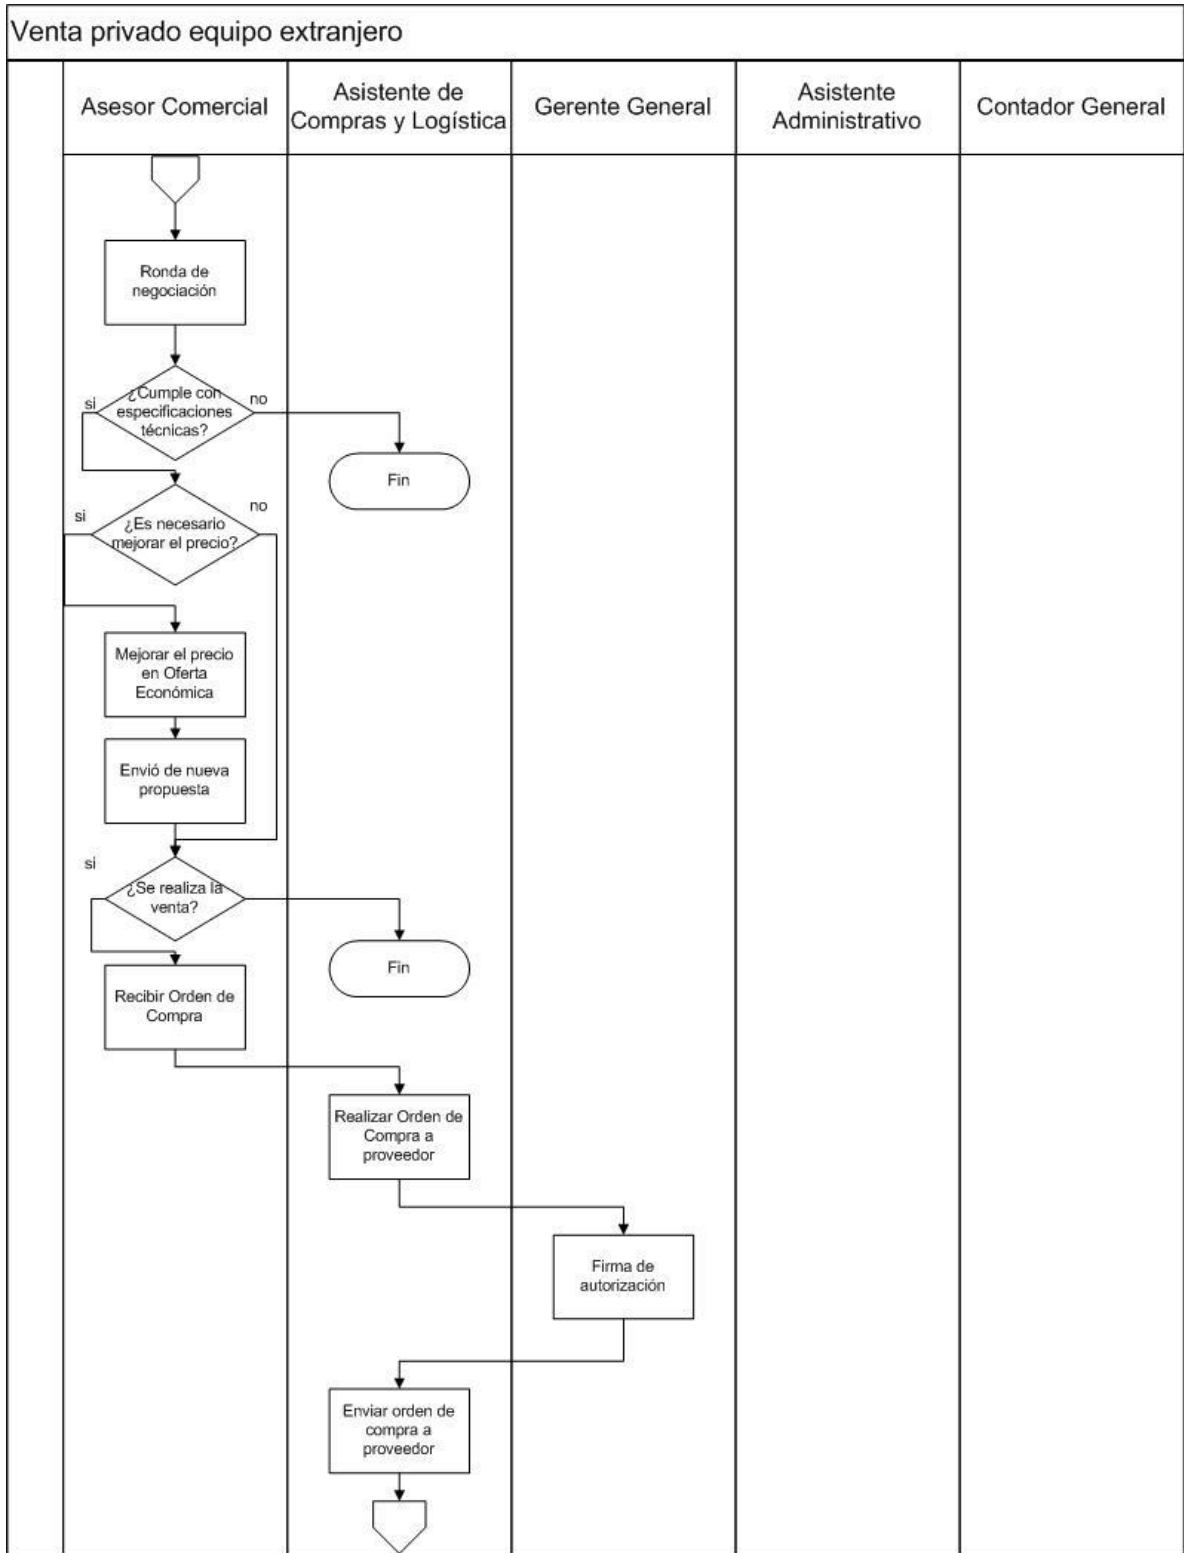 Venta privado equipo extranjero
Asesor Comercial
Asistente de
Compras y Logística
Gerente General
Asistente
Administrativo
Contador General
Ronda de
negociación
¿Cumple con
especificaciones
técnicas?
si
no
Fin
¿Es necesario
mejorar el precio?
si
no
Mejorar el precio
en Oferta
Económica
Envió de nueva
propuesta
si
¿Se realiza la
venta?
Fin
Recibir Orden de
Compra
Realizar Orden de
Compra a
proveedor
Firma de
autorización
Enviar orden de
compra a
proveedor